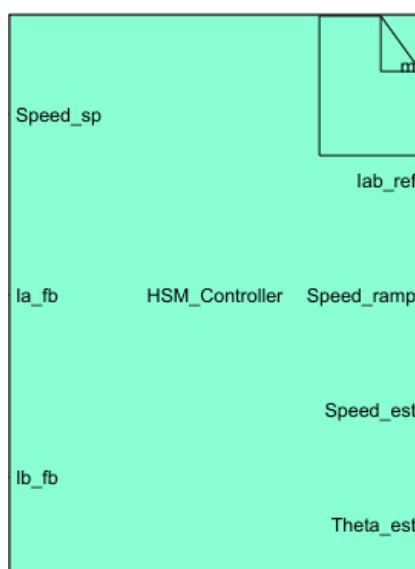 m
Speed_sp
Iab_ref
Ia_fb
HSM_Controller
Speed_ramp
Speed_est
Ib_fb
Theta_est